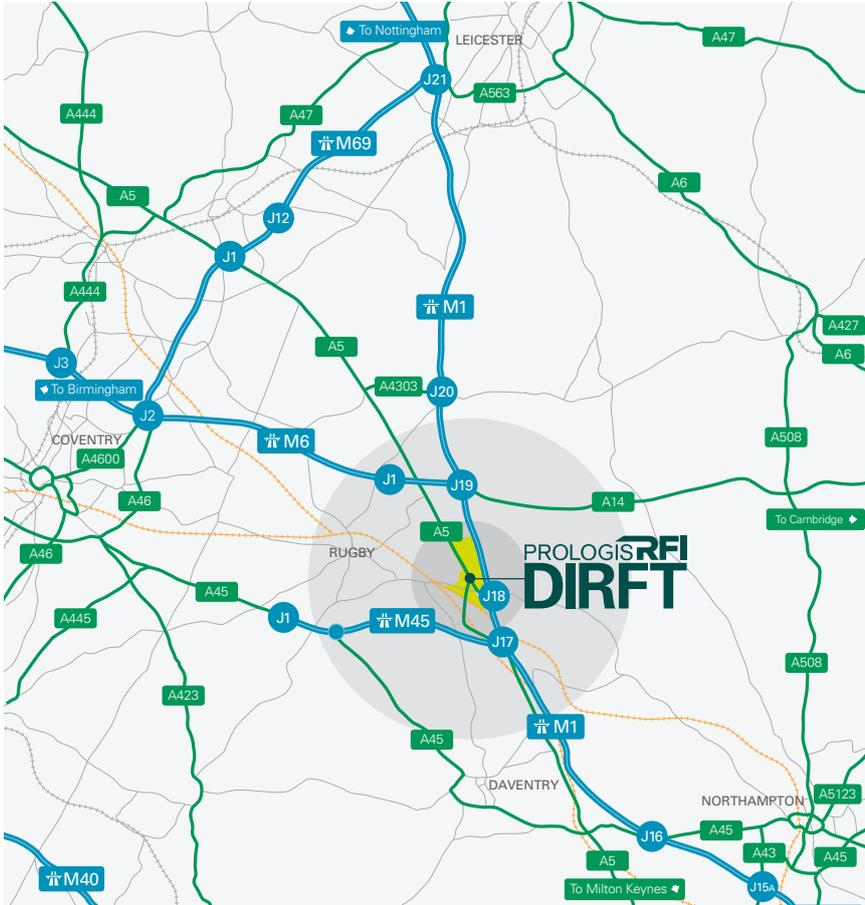 To Nottingham
LEICESTER
A47
J21
A563
A444
A47
M69
A6
A5
J12
J1
A444
M1
A427
A5
A6
J3
To Birmingham
A4303
J20
J2
COVENTRY
M6
A508
A4600
J1
J19
A46
A14
To Cambridge
A5
RUGBY
PROLOGIS RFI
DIRFT
A46
A45
J18
A445
J1
M45
J17
A508
A423
M1
A45
DAVENTRY
NORTHAMPTON
A5123
J16
A45
A43
A45
A5
M40
To Milton Keynes
J15A